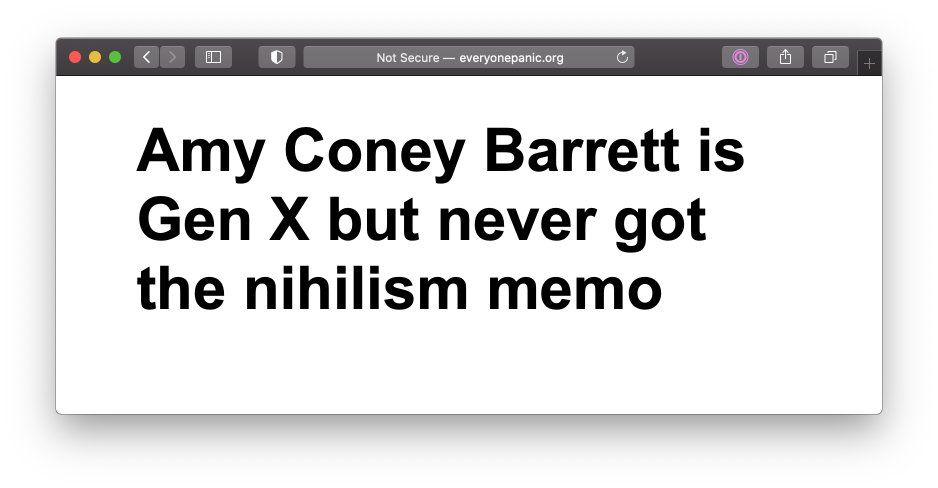 Not Secure — everyonepanic.org
Amy Coney Barrett is
Gen X but never got
the nihilism memo